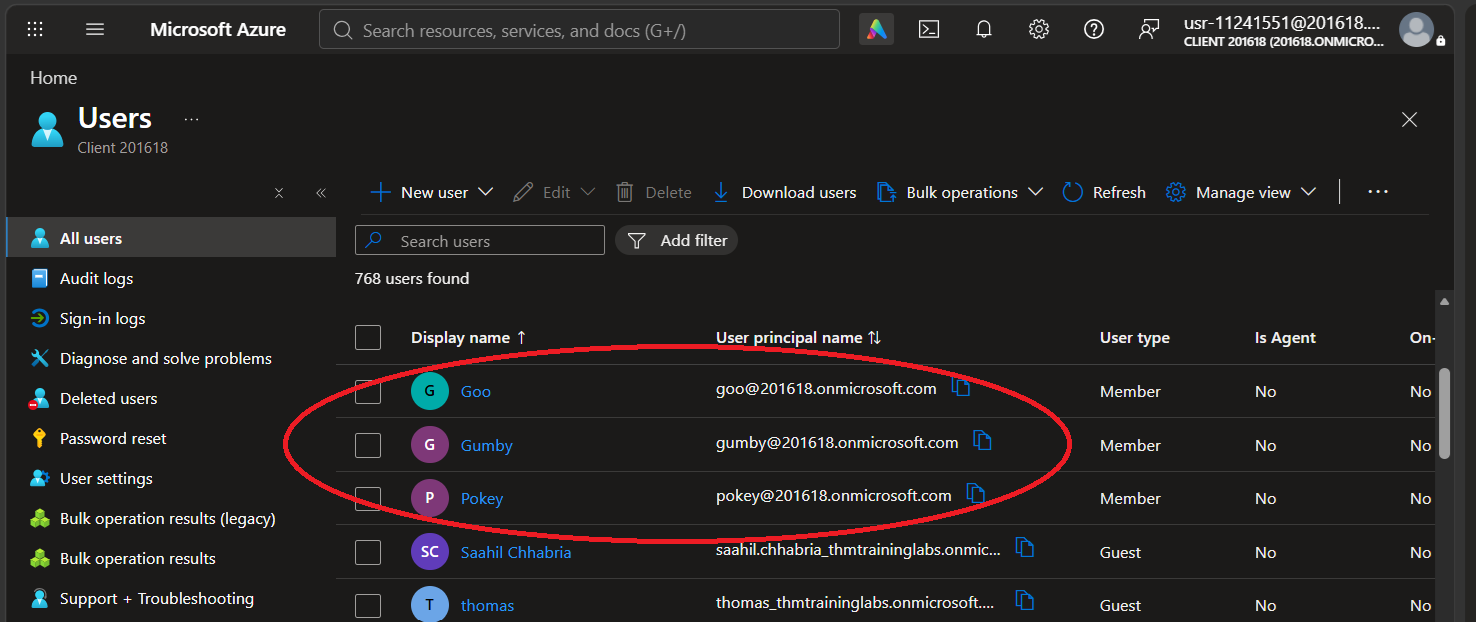 Microsoft Azure
Search resources, services, and docs (G+/)
usr-11241551@201618....
CLIENT 201618 (201618.ONMICRO...
Home
Users ...
Client 201618
New user
Edit
Delete
Download users
Bulk operations
Refresh
Manage view
...
All users
Audit logs
Sign-in logs
Diagnose and solve problems
Deleted users
Password reset
User settings
Bulk operation results (legacy)
Bulk operation results
Support + Troubleshooting
Search users
Add filter
768 users found
Display name ↑ User principal name ↑↓ User type Is Agent On-
G Goo goo@201618.onmicrosoft.com Member No No
G Gumby gumby@201618.onmicrosoft.com Member No No
P Pokey pokey@201618.onmicrosoft.com Member No No
SC Saahil Chhabria saahil.chhabria_thmtraininglabs.onmic... Guest No No
T thomas thomas_thmtraininglabs.onmicrosoft.... Guest No No